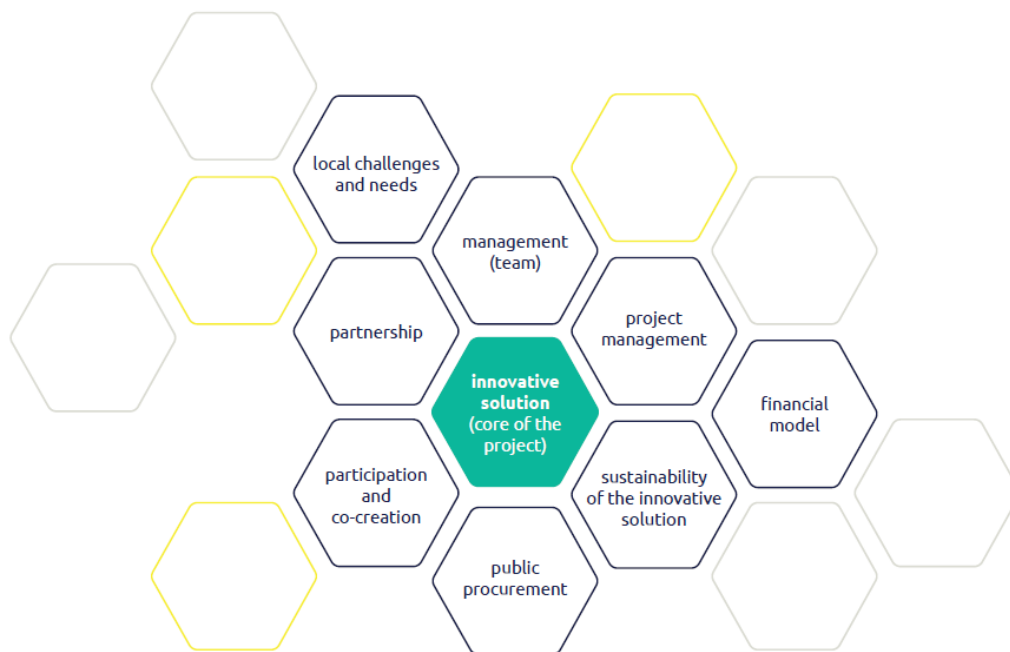 local challenges
and needs
management
(team)
partnership
project
management
innovative
solution
(core of the
project)
financial
model
participation
and
co-creation
sustainability
of the innovative
solution
public
procurement